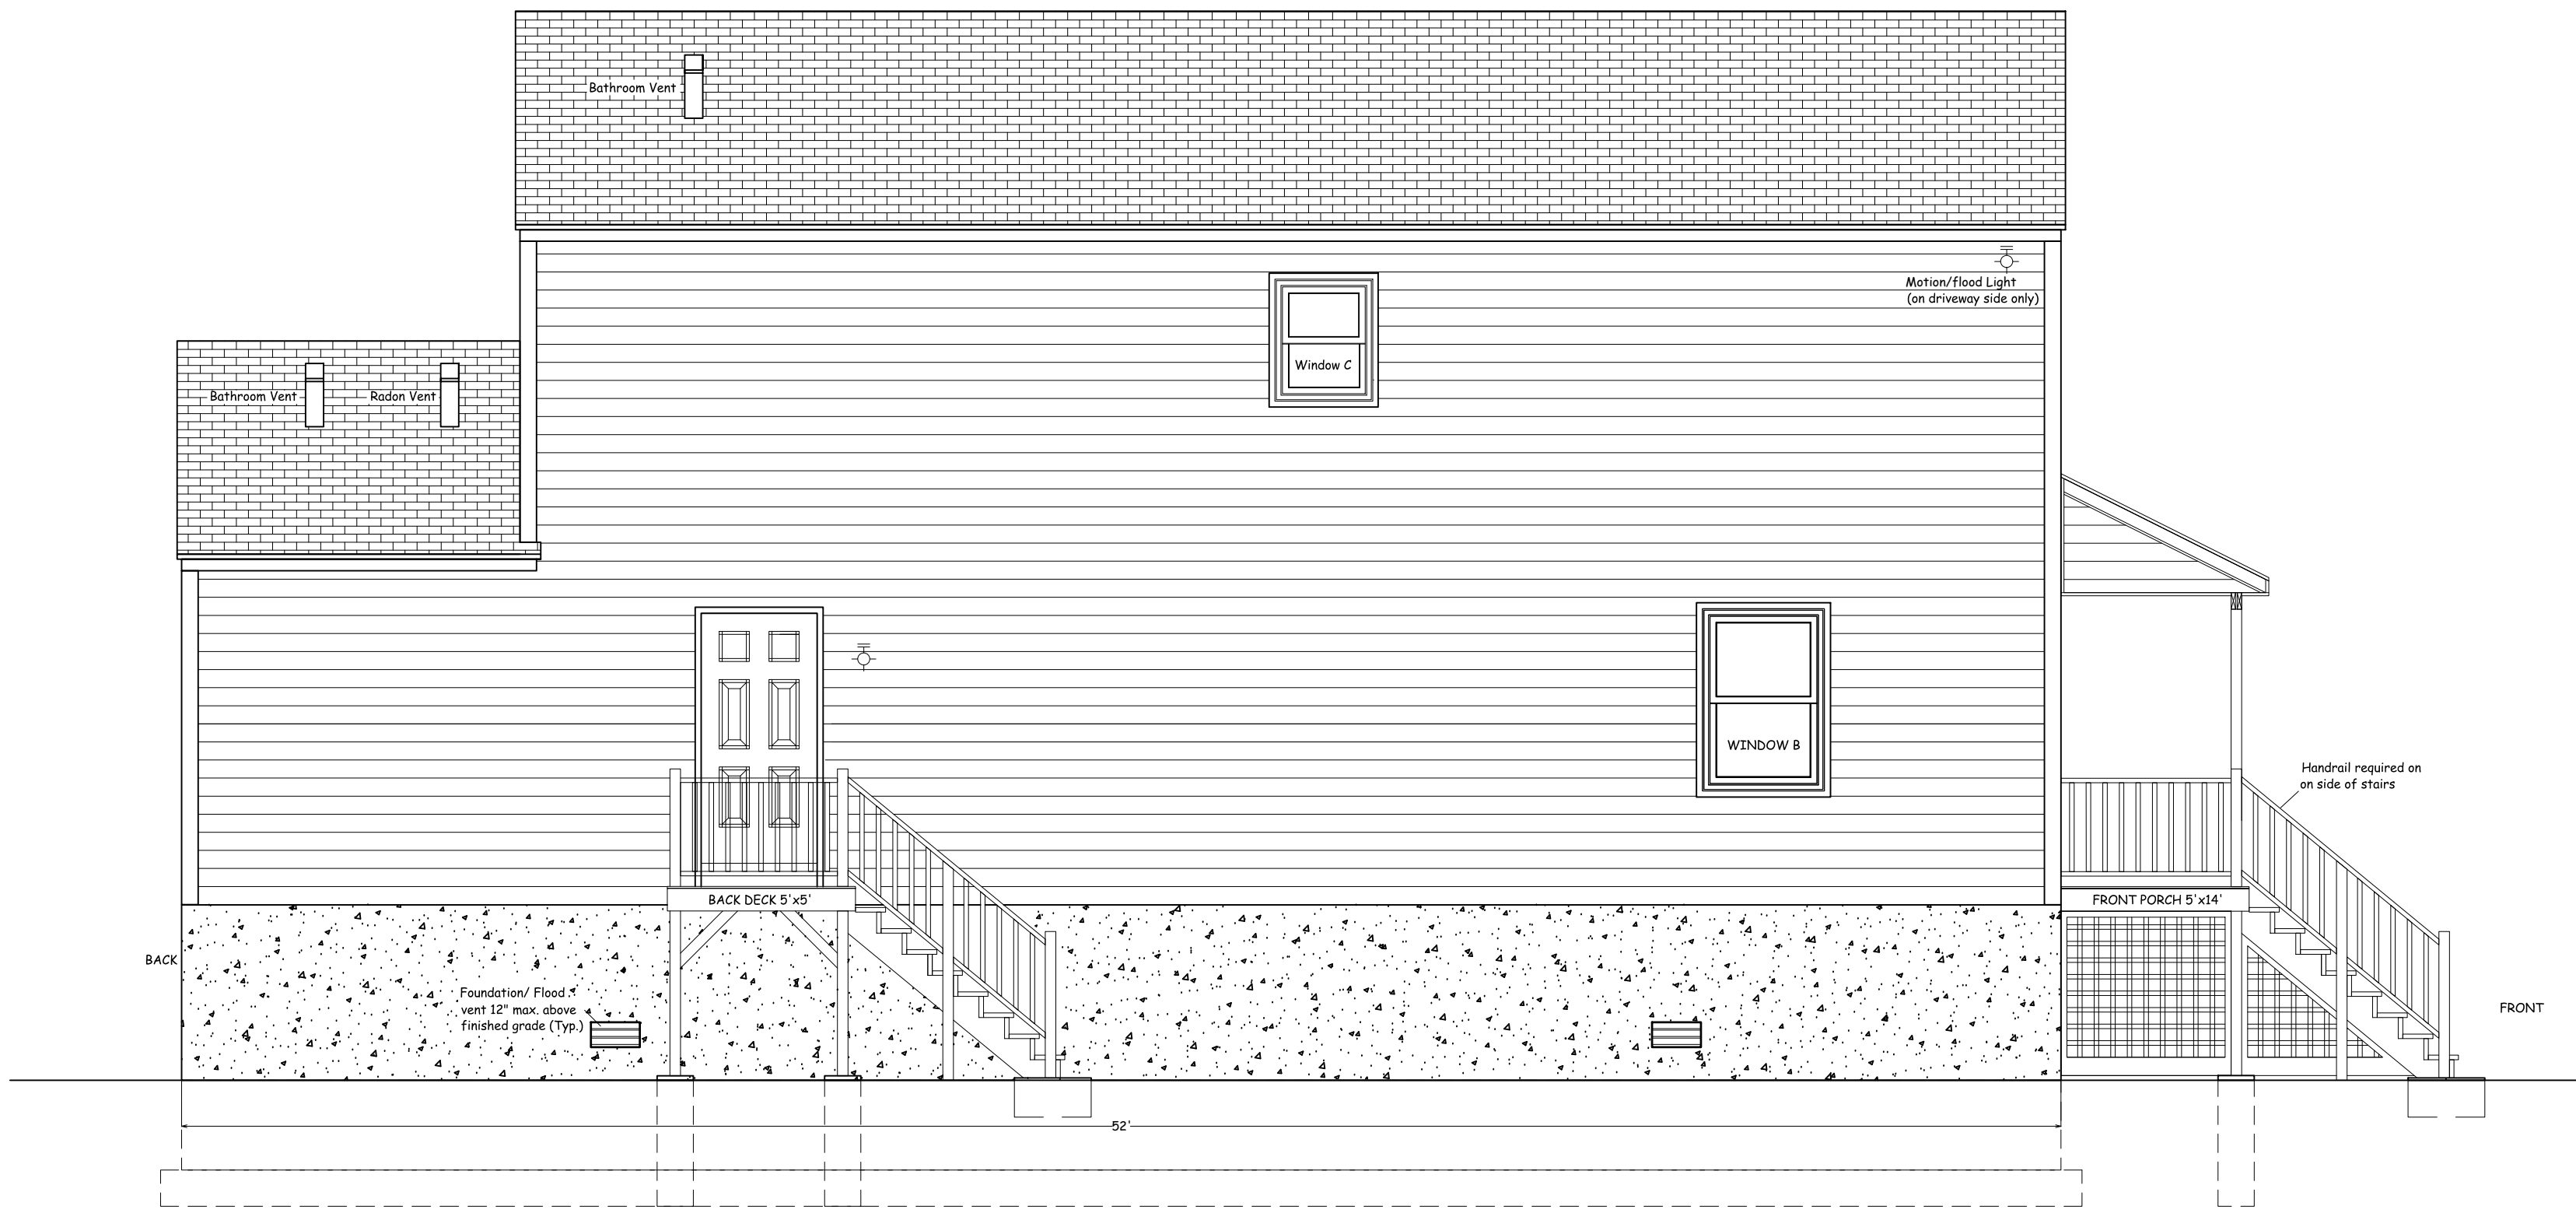 Bathroom Vent
Motion/flood Light
(on driveway side only)
Window C
Bathroom Vent
Radon Vent
WINDOW B
Handrail required on
on side of stairs
BACK DECK 5'x5'
FRONT PORCH 5'x14'
BACK
Foundation/ Flood
vent 12" max. above
finished grade (Typ.)
FRONT
52'